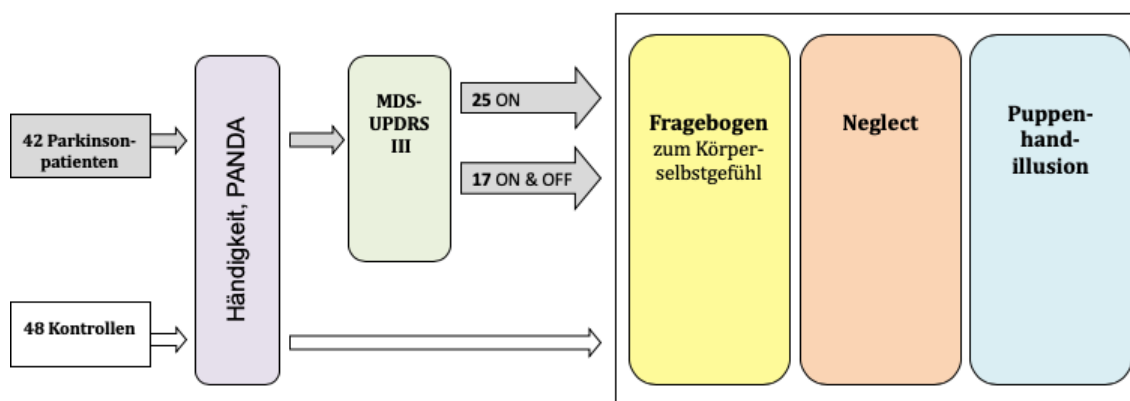 42 Parkinson-
patienten
48 Kontrollen
Händigkeit, PANDA
MDS-
UPDRS
III
25 ON
17 ON & OFF
Fragebogen
zum Körper-
selbstgefühl
Neglect
Puppen-
hand-
illusion